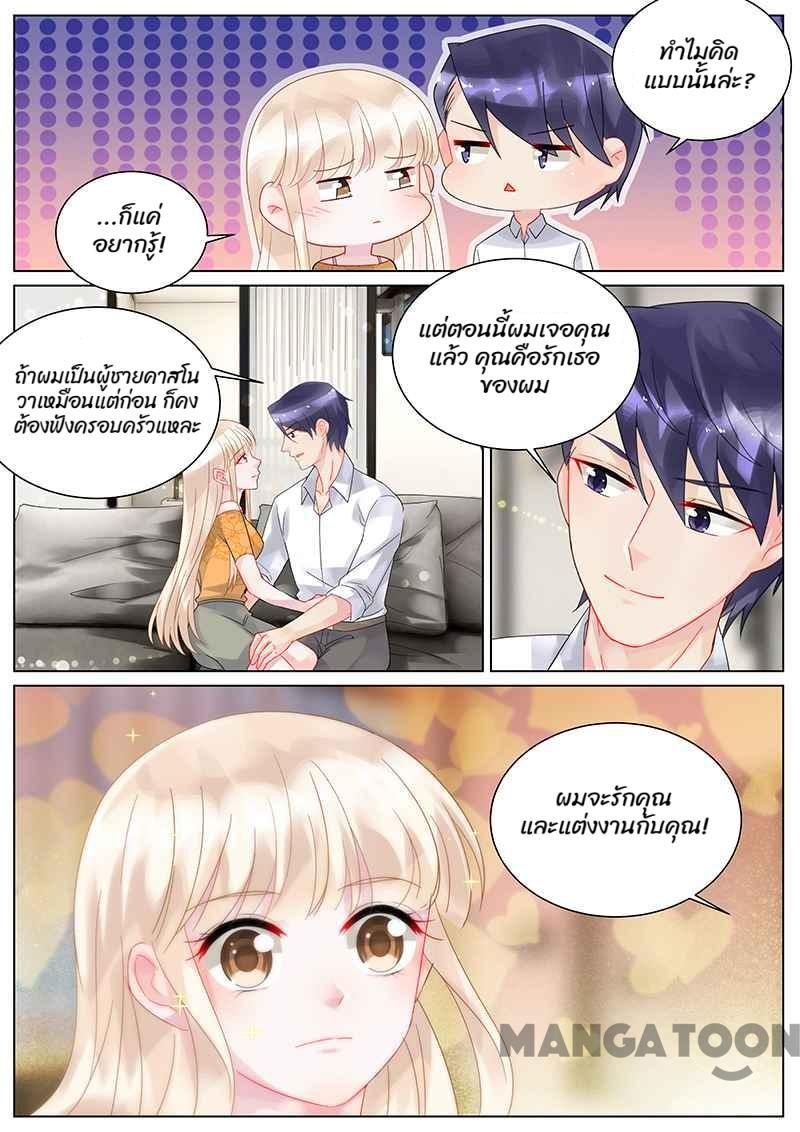 ทำไมคิด
แบบนั้นล่ะ?
...ก็แค่
อยากรู้!
ถ้าผมเป็นผู้ชายคาสโน
วาเหมือนแต่ก่อน ก็คง
ต้องฟังครอบครัวแหละ
แต่ตอนนี้ผมเจอคุณ
แล้ว คุณคือรักเธอ
ของผม
ผมจะรักคุณ
และแต่งงานกับคุณ!
MANGATOON